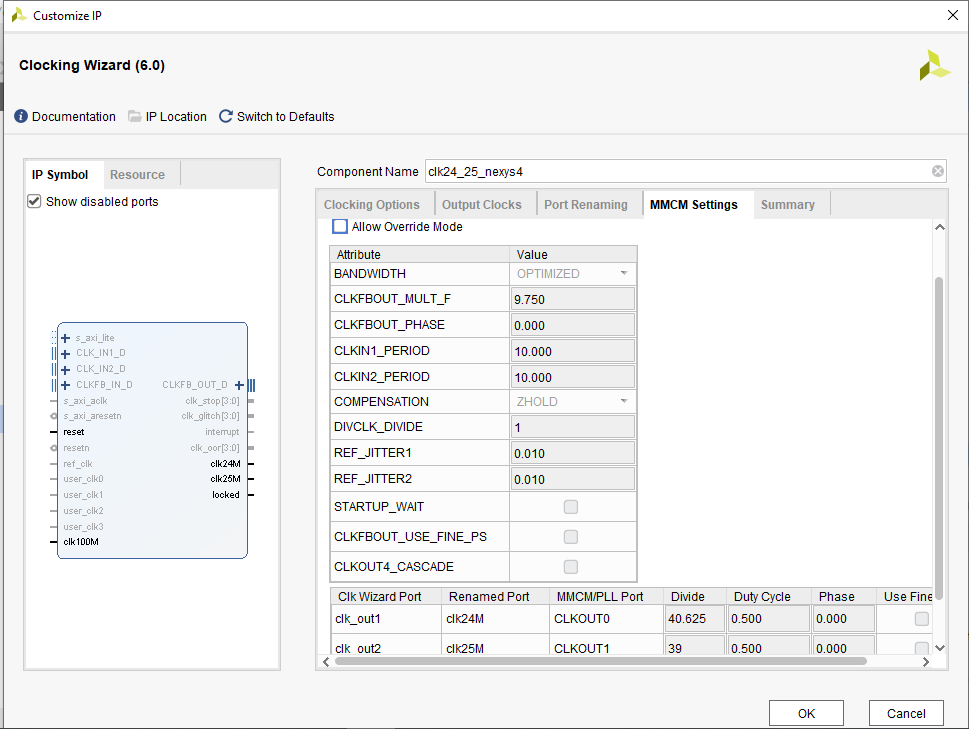 Customize IP
Clocking Wizard (6.0)
Documentation IP Location Switch to Defaults
IP Symbol Resource
Show disabled ports
s_axi_lite
CLK_IN1_D
CLK_IN2_D
CLKFB_IN_D CLKFB_OUT_D
s_axi_aclk clk_stop[3:0]
s_axi_aresetn clk_glitch[3:0]
reset interrupt
resetn clk_oor[3:0]
ref_clk clk24M
user_clk0 clk25M
user_clk1 locked
user_clk2
user_clk3
clk100M
Component Name clk24_25_nexys4
Clocking Options Output Clocks Port Renaming MMCM Settings Summary
Allow Override Mode
Attribute Value
BANDWIDTH OPTIMIZED
CLKFBOUT_MULT_F 9.750
CLKFBOUT_PHASE 0.000
CLKIN1_PERIOD 10.000
CLKIN2_PERIOD 10.000
COMPENSATION ZHOLD
DIVCLK_DIVIDE 1
REF_JITTER1 0.010
REF_JITTER2 0.010
STARTUP_WAIT
CLKFBOUT_USE_FINE_PS
CLKOUT4_CASCADE
Clk Wizard Port Renamed Port MMCM/PLL Port Divide Duty Cycle Phase Use Fine
clk_out1 clk24M CLKOUT0 40.625 0.500 0.000
clk_out2 clk25M CLKOUT1 39 0.500 0.000
OK Cancel